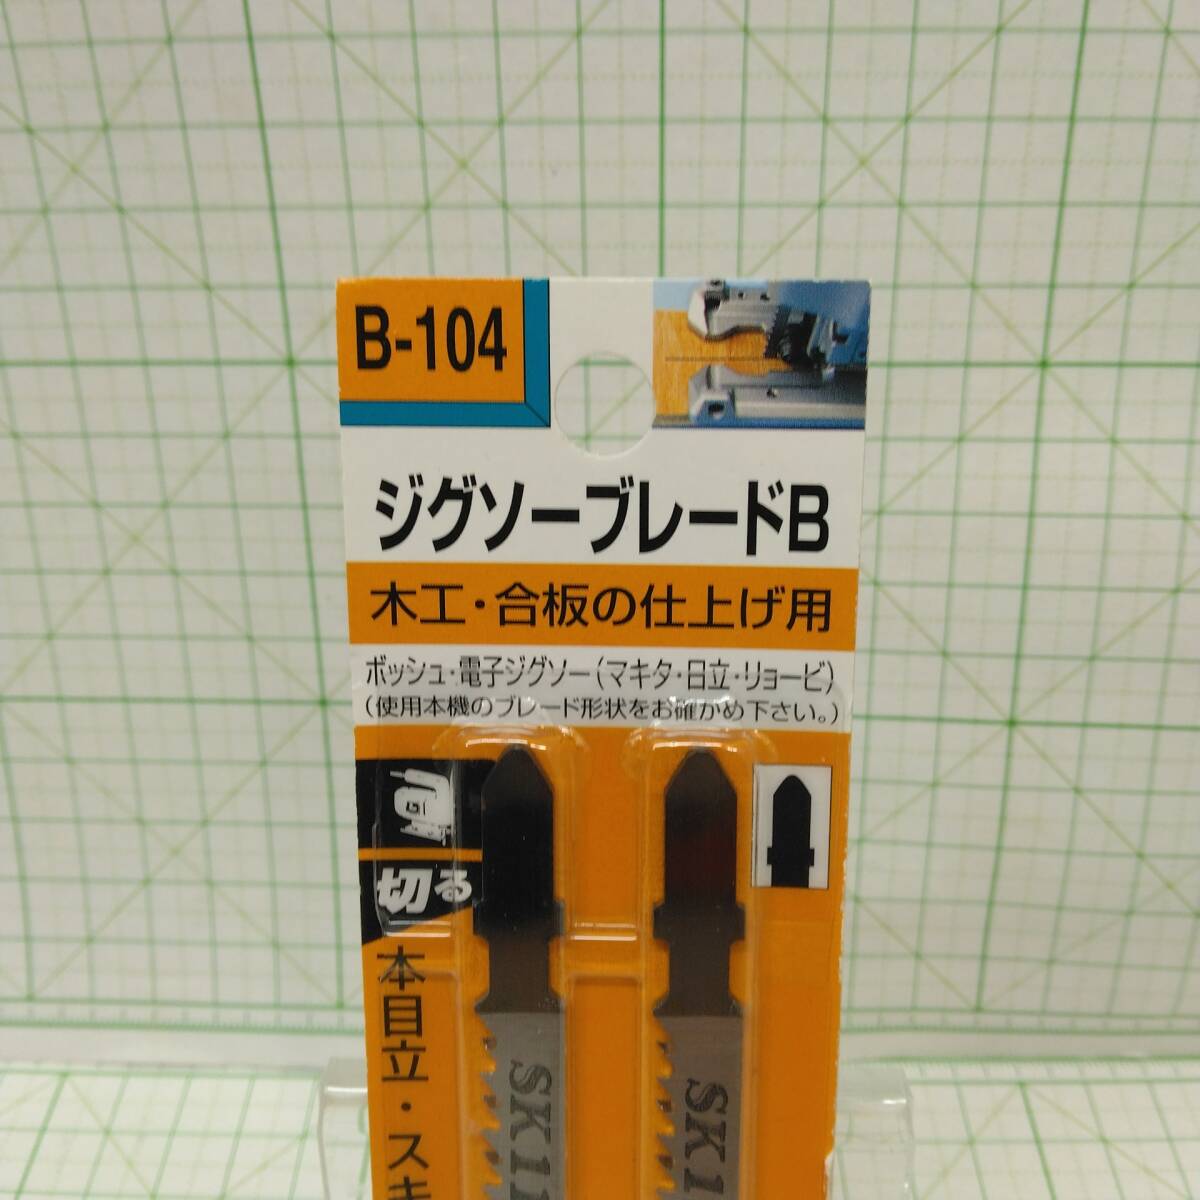 B-104
ジグソーブレードB
木工・合板の仕上げ用
ボッシュ・電子ジグソー(マキタ・日立・リョービ)
(使用本機のブレード形状をお確かめ下さい。)
切る
本目立・スキ
SK11
SK1